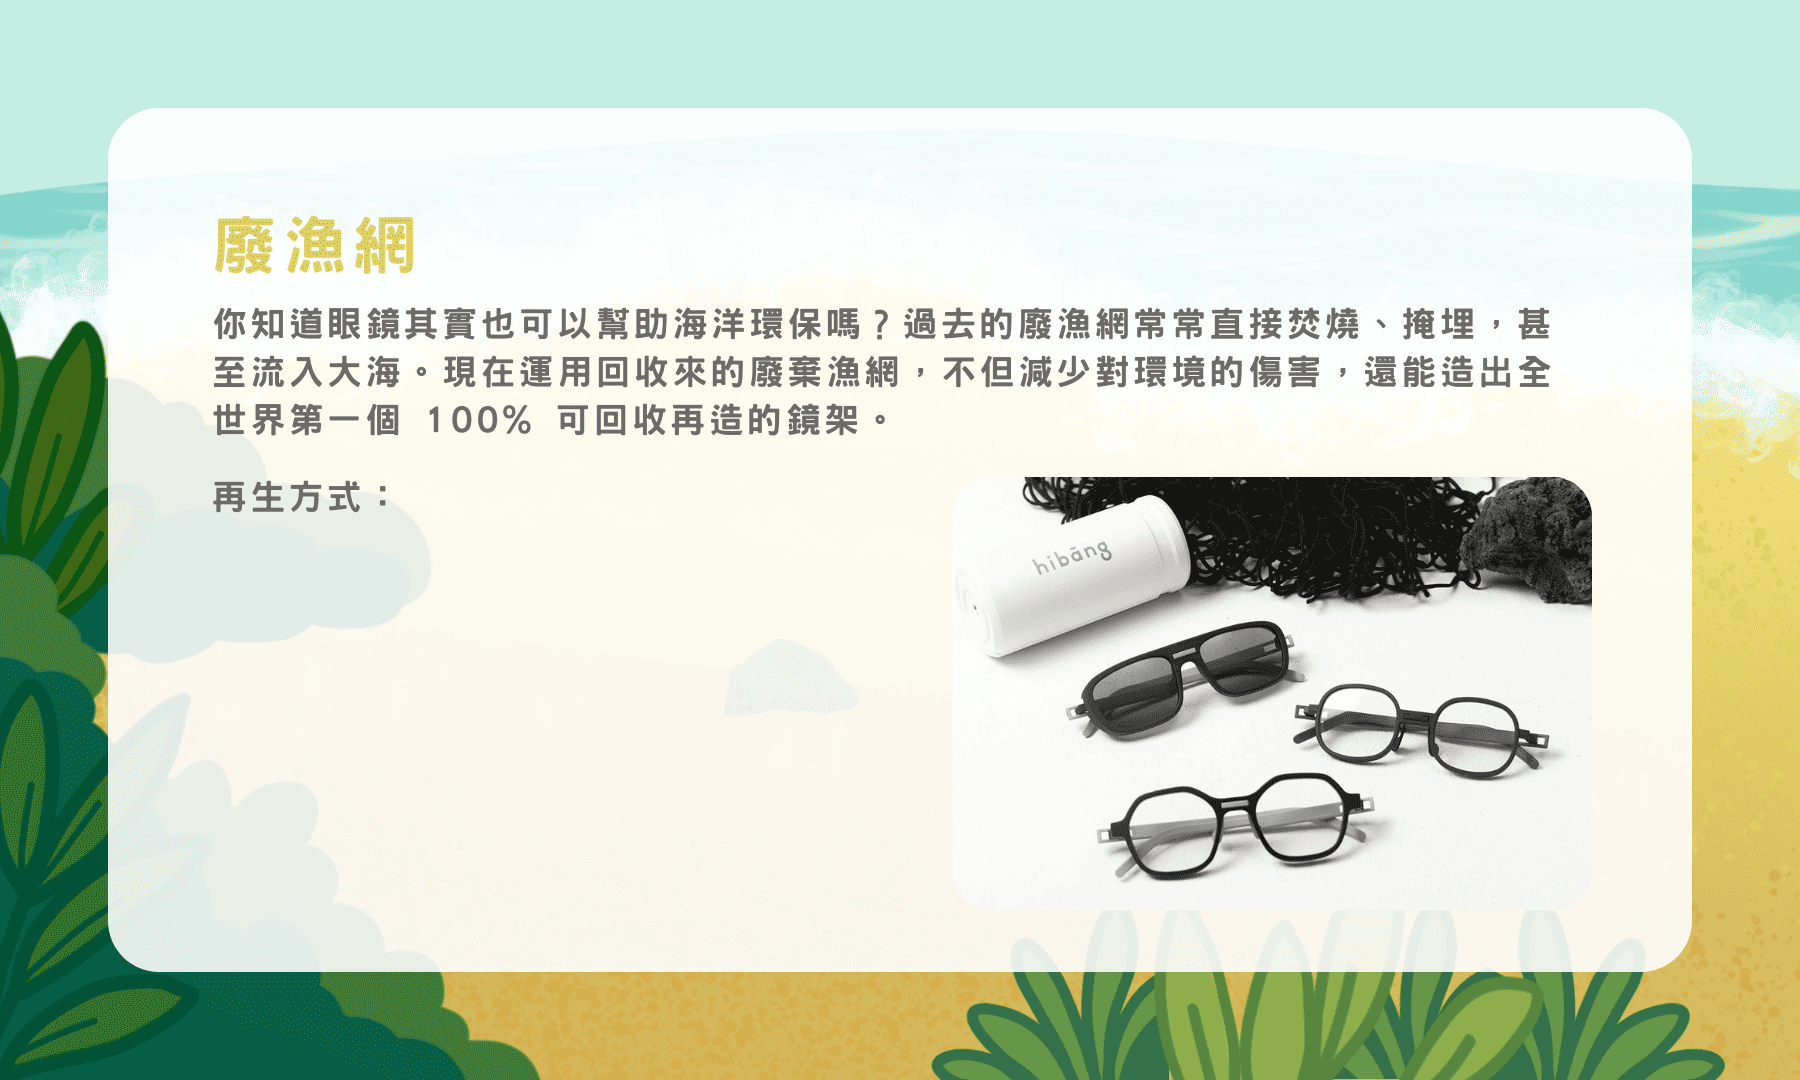 廢漁網
你知道眼鏡其實也可以幫助海洋環保嗎？過去的廢漁網常常直接焚燒、掩埋，甚
至流入大海。現在運用回收來的廢棄漁網，不但減少對環境的傷害，還能造出全
世界第一個 100% 可回收再造的鏡架。
再生方式：
hibāng